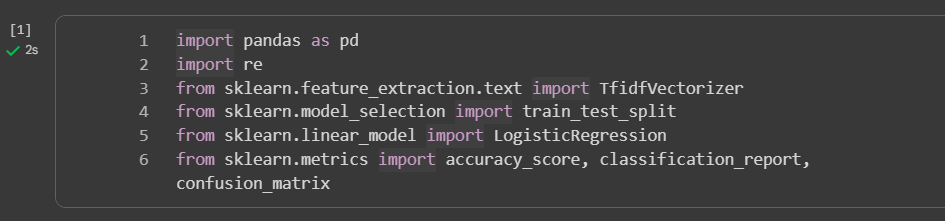 [1]
2s
1 import pandas as pd
2 import re
3 from sklearn.feature_extraction.text import TfidfVectorizer
4 from sklearn.model_selection import train_test_split
5 from sklearn.linear_model import LogisticRegression
6 from sklearn.metrics import accuracy_score, classification_report,
confusion_matrix